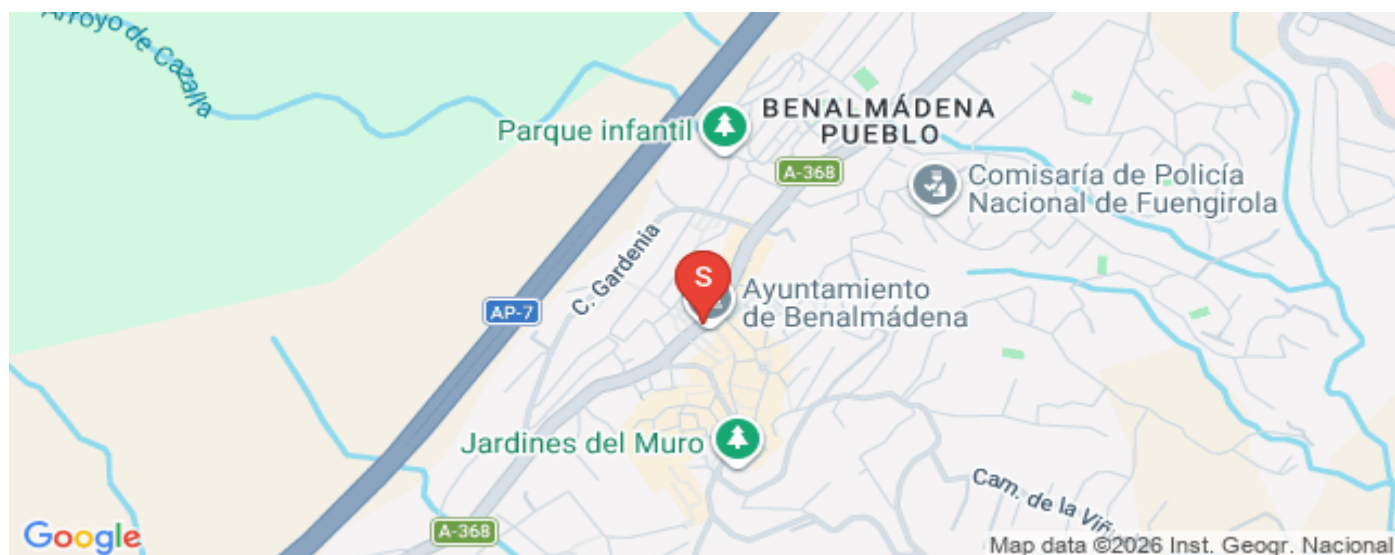 Arroyo de Cazalla
Parque infantil
BENALMÁDENA
PUEBLO
A-368
Comisaría de Policía
Nacional de Fuengirola
C. Gardenia
S
AP-7
Ayuntamiento
de Benalmádena
Jardines del Muro
Cam. de la
A-368
Google
Map data ©2026 Inst. Geogr. Nacional